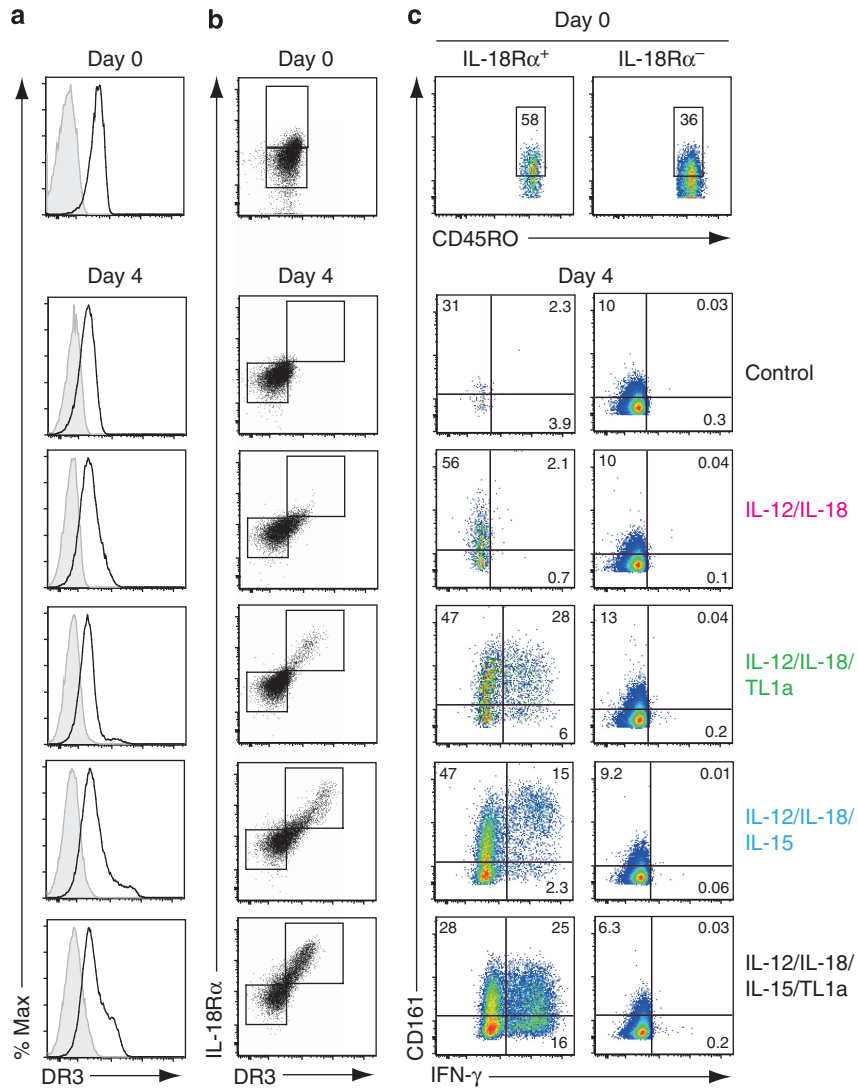 a
b
c
Day 0
Day 0
Day 0
IL-18Rα+
IL-18Rα−
58
36
CD45RO
Day 4
Day 4
Day 4
31
2.3
3.9
10
0.03
0.3
Control
56
2.1
0.7
10
0.04
0.1
IL-12/IL-18
47
28
6
13
0.04
0.2
IL-12/IL-18/
TL1a
47
15
2.3
9.2
0.01
0.06
IL-12/IL-18/
IL-15
28
25
16
6.3
0.03
0.2
IL-12/IL-18/
IL-15/TL1a
% Max
DR3
IL-18Rα
DR3
CD161
IFN-γ